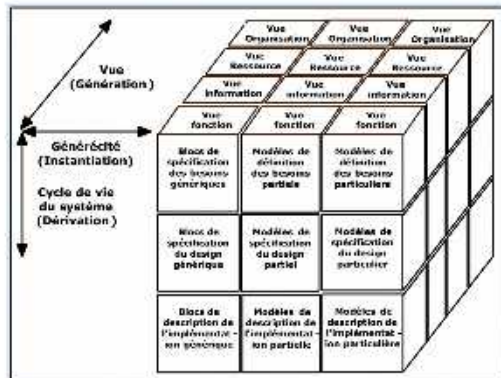 Vue
(Génération)
Générécité
(Instantiation)
Cycle de vie
du système
(Dérivation)
Vue Organisation
Vue Organisation
Vue Organisation
Vue Ressource
Vue Ressource
Vue Ressource
Vue Information
Vue information
Vue information
Vue fonction
Vue fonction
Vue fonction
Blocs de
spécification
des besoins
génériques
Modèles de
définition
des besoins
partiels
Modèles de
définition
des besoins
particuliers
Blocs de
spécification
du design
générique
Modèles de
spécification
du design
partiel
Modèles de
spécification
du design
particulier
Blocs de
description de
l'implémentat -
ion générique
Modèles de
description de
l'implémentat -
ion partielle
Modèles de
description de
l'implémentat -
ion particulière